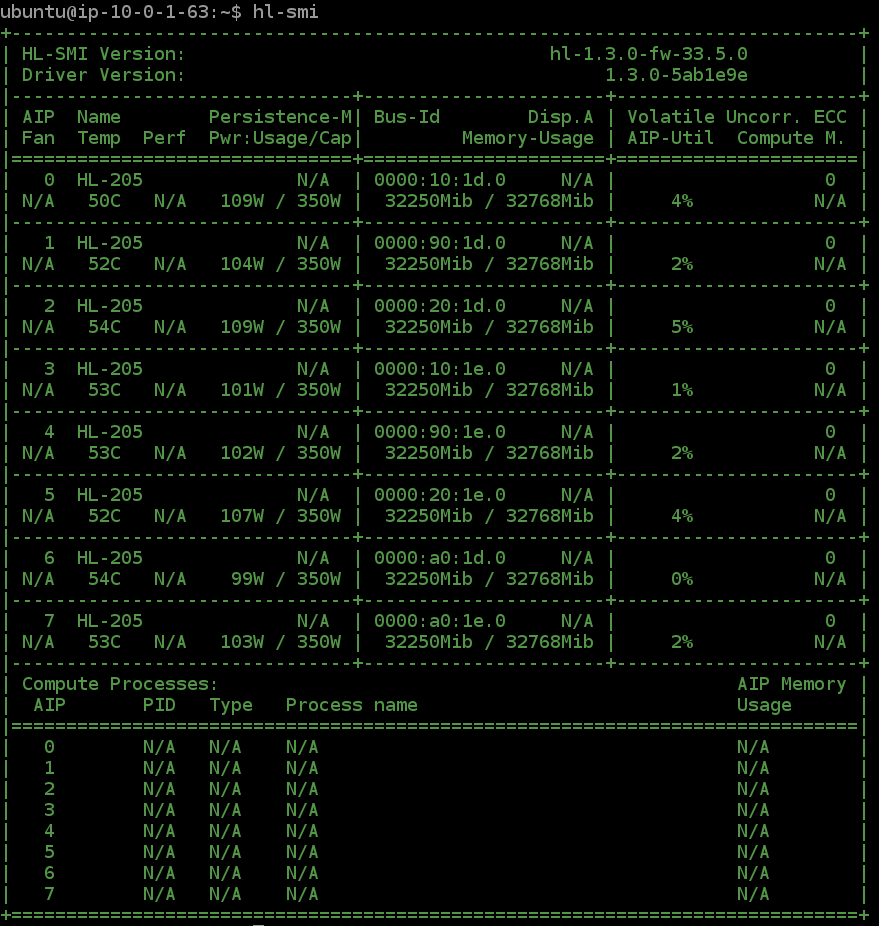 ubuntu@ip-10-0-1-63:~$ hl-smi
+-----------------------------------------------------------------------------+
| HL-SMI Version:                                 hl-1.3.0-fw-33.5.0          |
| Driver Version:                                      1.3.0-5ab1e9e          |
|-------------------------------+----------------------+----------------------+
| AIP  Name        Persistence-M| Bus-Id        Disp.A | Volatile Uncorr. ECC |
| Fan  Temp  Perf  Pwr:Usage/Cap|         Memory-Usage | AIP-Util  Compute M. |
|===============================+======================+======================|
|   0  HL-205              N/A  | 0000:10:1d.0     N/A |                   0  |
| N/A   50C   N/A   109W / 350W |  32250Mib / 32768Mib |     4%           N/A |
|-------------------------------+----------------------+----------------------+
|   1  HL-205              N/A  | 0000:90:1d.0     N/A |                   0  |
| N/A   52C   N/A   104W / 350W |  32250Mib / 32768Mib |     2%           N/A |
|-------------------------------+----------------------+----------------------+
|   2  HL-205              N/A  | 0000:20:1d.0     N/A |                   0  |
| N/A   54C   N/A   109W / 350W |  32250Mib / 32768Mib |     5%           N/A |
|-------------------------------+----------------------+----------------------+
|   3  HL-205              N/A  | 0000:10:1e.0     N/A |                   0  |
| N/A   53C   N/A   101W / 350W |  32250Mib / 32768Mib |     1%           N/A |
|-------------------------------+----------------------+----------------------+
|   4  HL-205              N/A  | 0000:90:1e.0     N/A |                   0  |
| N/A   53C   N/A   102W / 350W |  32250Mib / 32768Mib |     2%           N/A |
|-------------------------------+----------------------+----------------------+
|   5  HL-205              N/A  | 0000:20:1e.0     N/A |                   0  |
| N/A   52C   N/A   107W / 350W |  32250Mib / 32768Mib |     4%           N/A |
|-------------------------------+----------------------+----------------------+
|   6  HL-205              N/A  | 0000:a0:1d.0     N/A |                   0  |
| N/A   54C   N/A    99W / 350W |  32250Mib / 32768Mib |     0%           N/A |
|-------------------------------+----------------------+----------------------+
|   7  HL-205              N/A  | 0000:a0:1e.0     N/A |                   0  |
| N/A   53C   N/A   103W / 350W |  32250Mib / 32768Mib |     2%           N/A |
|-------------------------------+----------------------+----------------------+
| Compute Processes:                                               AIP Memory |
|  AIP       PID   Type   Process name                             Usage      |
|=============================================================================|
|   0        N/A   N/A    N/A                                      N/A        |
|   1        N/A   N/A    N/A                                      N/A        |
|   2        N/A   N/A    N/A                                      N/A        |
|   3        N/A   N/A    N/A                                      N/A        |
|   4        N/A   N/A    N/A                                      N/A        |
|   5        N/A   N/A    N/A                                      N/A        |
|   6        N/A   N/A    N/A                                      N/A        |
|   7        N/A   N/A    N/A                                      N/A        |
+=============================================================================+